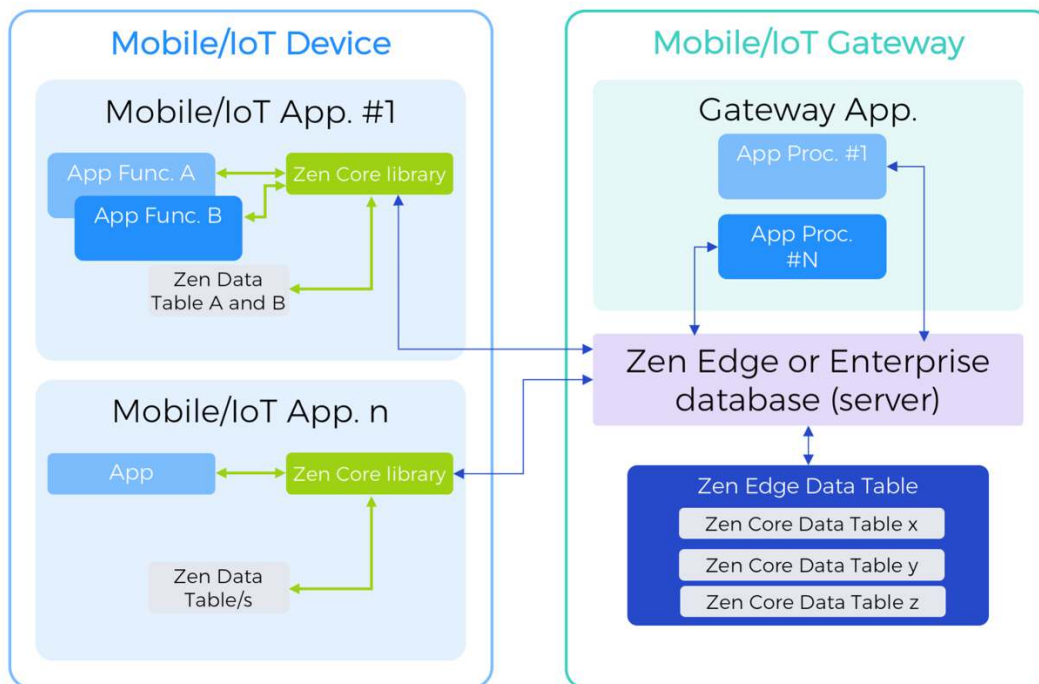 Mobile/IoT Device
Mobile/IoT App. #1
App Func. A
Zen Core library
App Func. B
Zen Data
Table A and B
Mobile/IoT App. n
App
Zen Core library
Zen Data
Table/s
Mobile/IoT Gateway
Gateway App.
App Proc. #1
App Proc.
#N
Zen Edge or Enterprise
database (server)
Zen Edge Data Table
Zen Core Data Table x
Zen Core Data Table y
Zen Core Data Table z